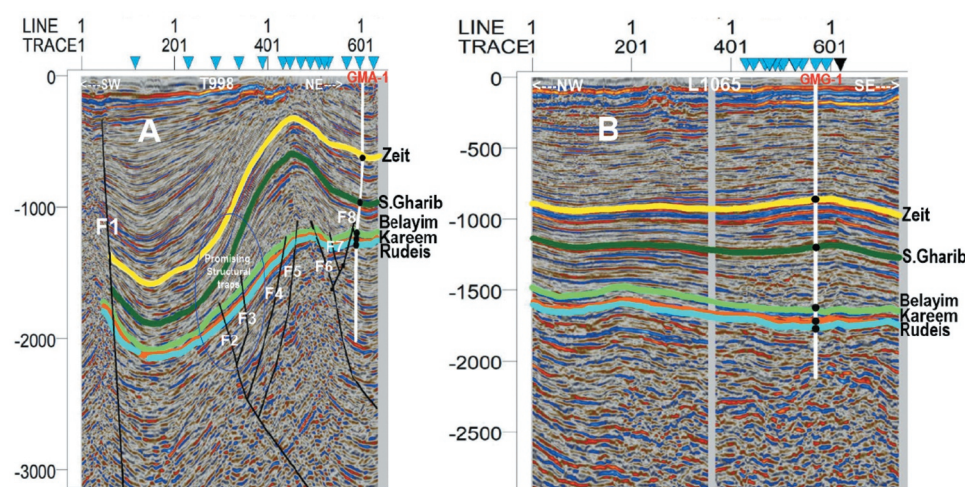 LINE 1 1 1 1
TRACE1 201 401 601
0
<---SW T998 NE---> GMA-1
A
Zeit
-1000
S.Gharib
F8
F1
Belayim
Kareem
Rudeis
F7
Promising
Structural
traps
F6
F5
F4
F3
F2
-2000
-3000
LINE 1 1 1 1
TRACE1 201 401 601
0
<---NW L1065 GMG-1 SE--->
B
-500
-1000
Zeit
S.Gharib
-1500
Belayim
Kareem
Rudeis
-2000
-2500